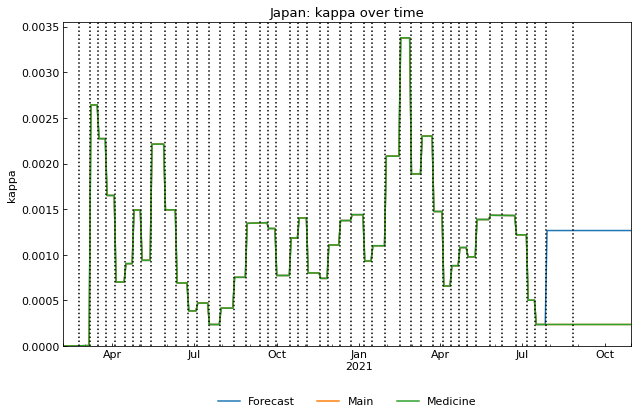 Japan: kappa over time
0.0035
0.0030
0.0025
0.0020
0.0015
0.0010
0.0005
0.0000
kappa
Apr Jul Oct Jan Apr Jul Oct
2021
Forecast Main Medicine